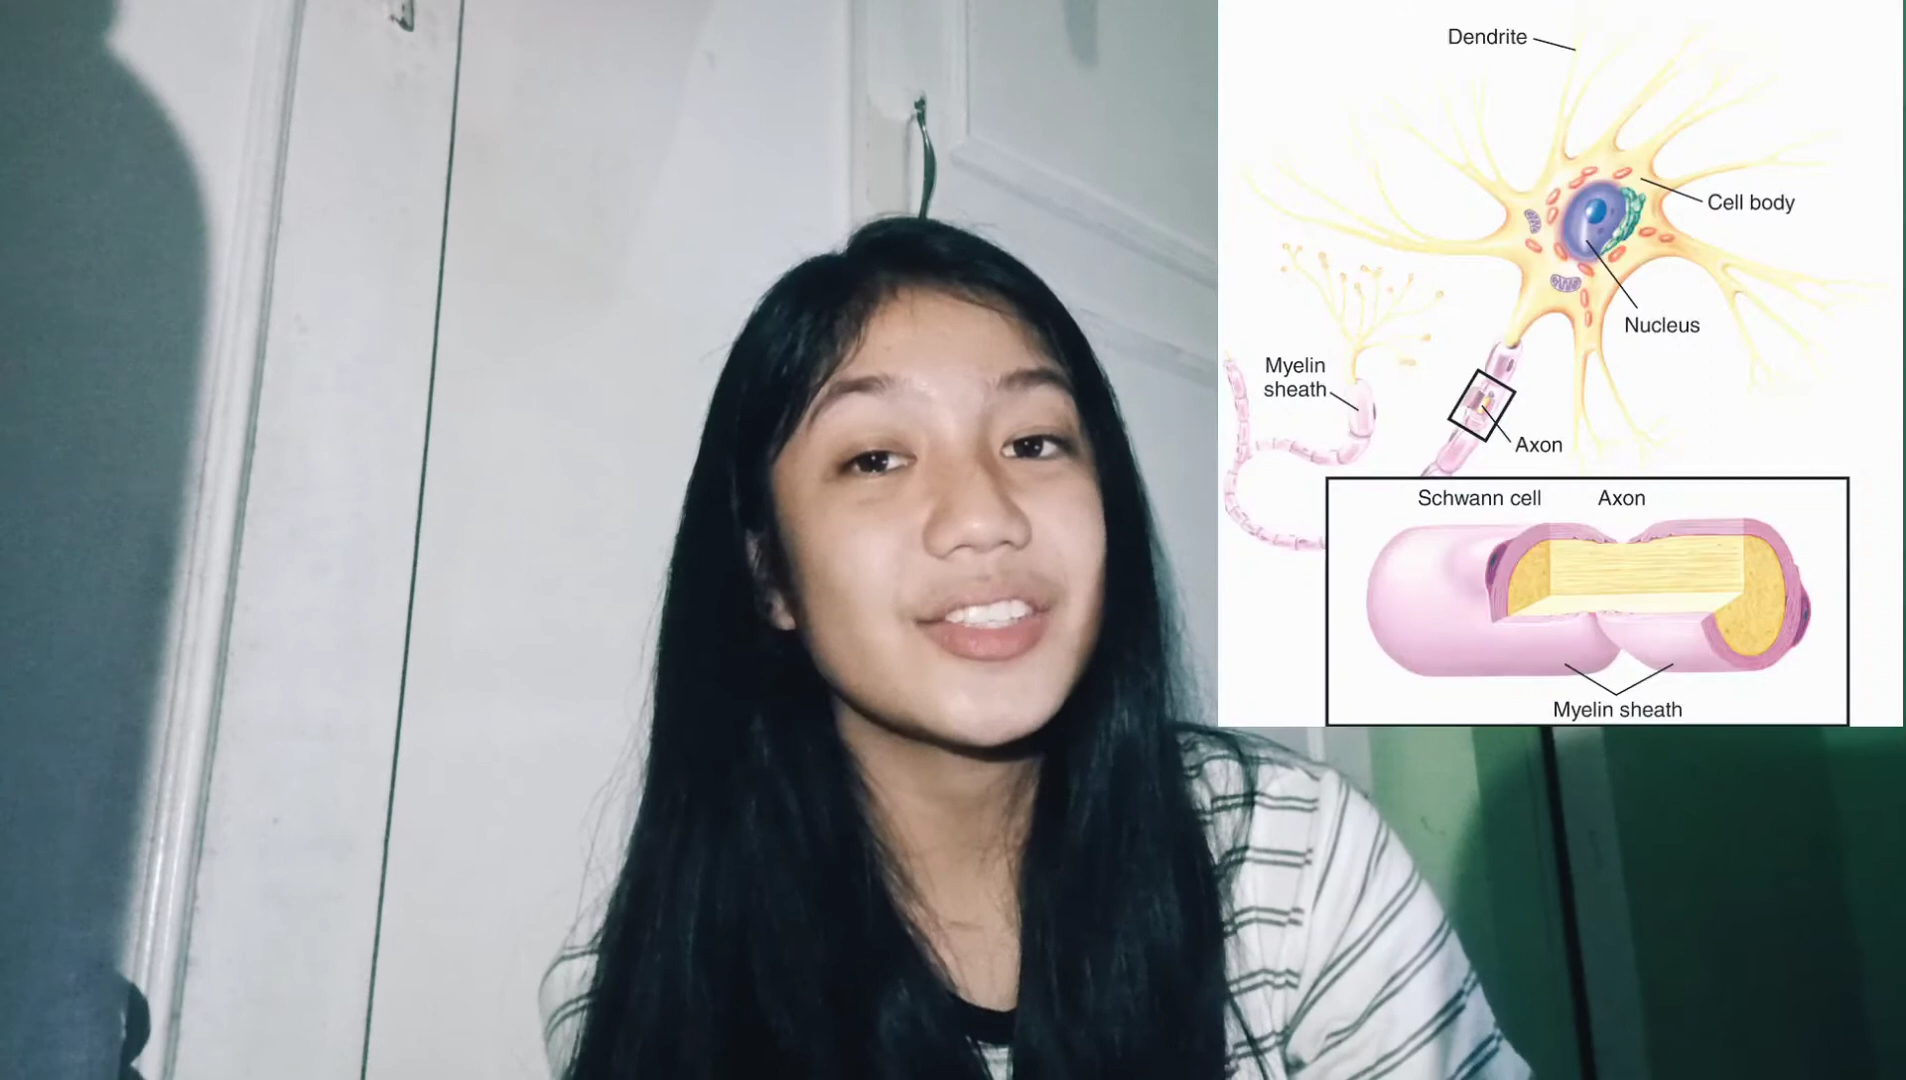 Dendrite
Cell body
Nucleus
Myelin
sheath
Axon
Schwann cell
Axon
Myelin sheath